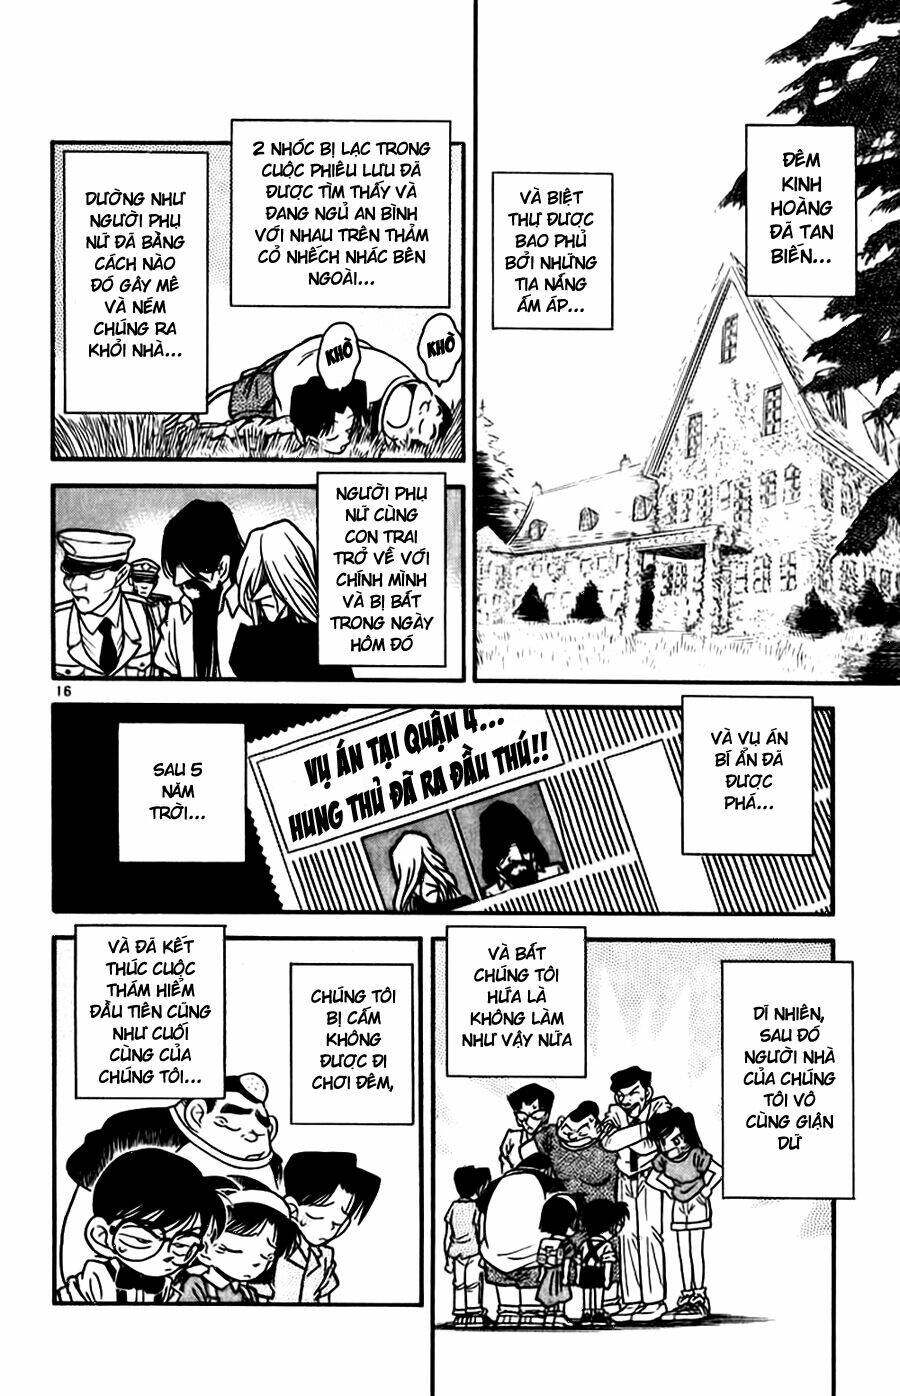 ĐÊM
KINH
HOÀNG
ĐÃ TAN
BIẾN...
VÀ BIỆT
THỰ ĐƯỢC
BAO PHỦ
BỞI NHỮNG
TIA NẮNG
ẤM ÁP...
2 NHÓC BỊ LẠC TRONG
CUỘC PHIÊU LƯU ĐÃ
ĐƯỢC TÌM THẤY VÀ
ĐANG NGỦ AN BÌNH
VỚI NHAU TRÊN THẢM
CỎ NHẾCH NHÁC BÊN
NGOÀI...
DƯỜNG NHƯ
NGƯỜI PHỤ
NỮ ĐÃ BẰNG
CÁCH NÀO
ĐÓ GÂY MÊ
VÀ NÉM
CHÚNG RA
KHỎI NHÀ...
KHÒ
KHÒ
NGƯỜI PHỤ
NỮ CÙNG
CON TRAI
TRỞ VỀ VỚI
CHÍNH MÌNH
VÀ BỊ BẮT
TRONG NGÀY
HÔM ĐÓ
16
VÀ VỤ ÁN
BÍ ẨN ĐÃ
ĐƯỢC
PHÁ...
VỤ ÁN TẠI QUẬN 4...
HUNG THỦ ĐÃ RA ĐẦU THÚ!!
SAU 5
NĂM
TRỜI...
DĨ NHIÊN,
SAU ĐÓ
NGƯỜI NHÀ
CỦA CHÚNG
TÔI VÔ
CÙNG GIẬN
DỮ
VÀ BẮT
CHÚNG TÔI
HỨA LÀ
KHÔNG LÀM
NHƯ VẬY NỮA
CHÚNG TÔI
BỊ CẤM
KHÔNG
ĐƯỢC ĐI
CHƠI ĐÊM,
VÀ ĐÃ KẾT
THÚC CUỘC
THÁM HIỂM
ĐẦU TIÊN CŨNG
NHƯ CUỐI
CÙNG CỦA
CHÚNG TÔI...